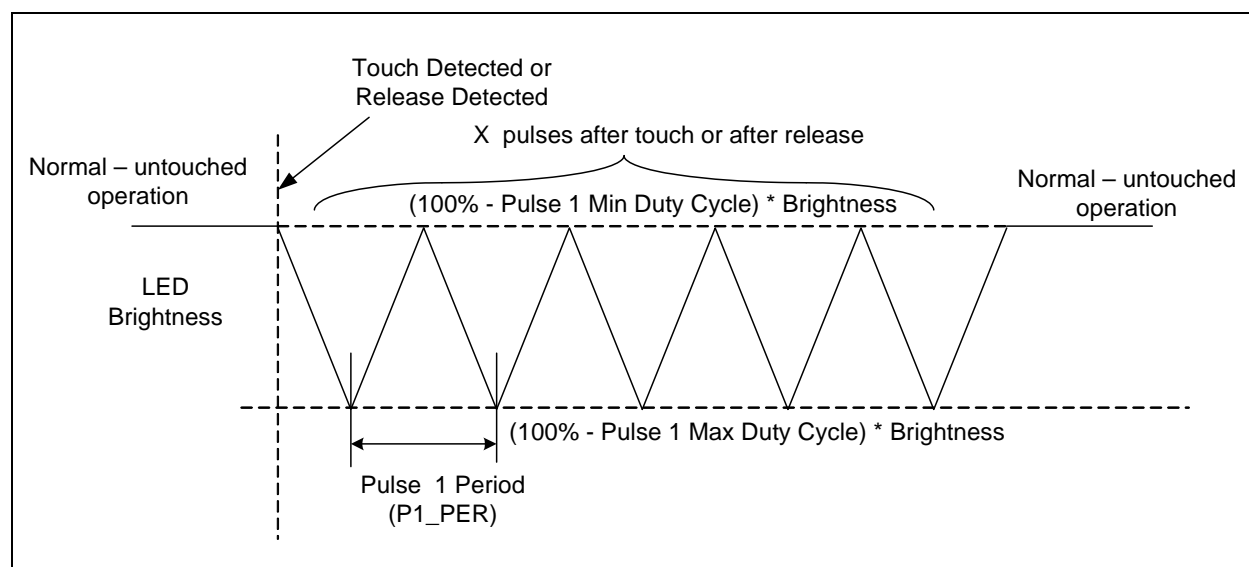 Touch Detected or
Release Detected
X pulses after touch or after release
Normal – untouched
operation
(100% - Pulse 1 Min Duty Cycle) * Brightness
Normal – untouched
operation
LED
Brightness
(100% - Pulse 1 Max Duty Cycle) * Brightness
Pulse 1 Period
(P1_PER)